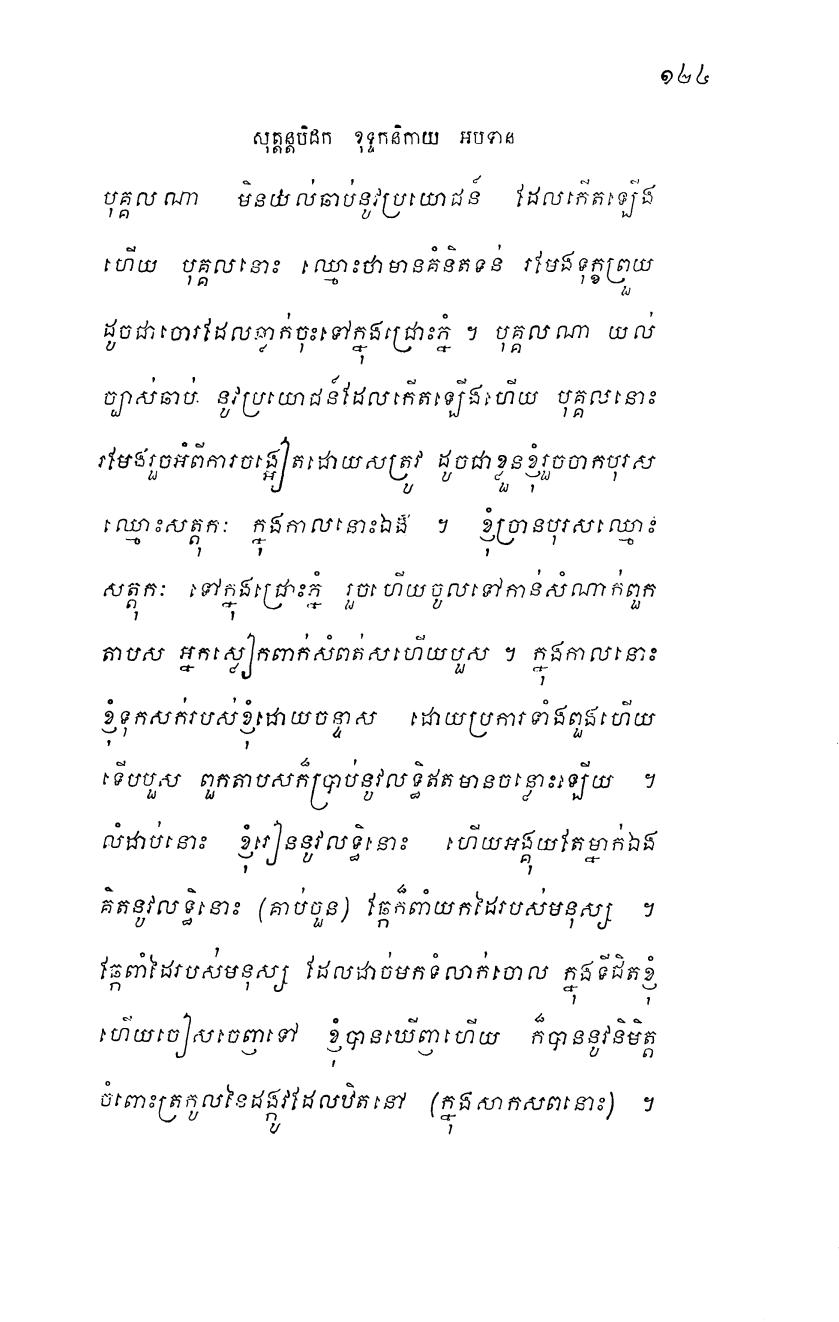 ១២៤
សុត្តន្តបិដក ខុទ្ទកនិកាយ អបទាន
បុគ្គលណា មិនយល់ធាប់នូវប្រយោជន៍ ដែលកើតឡើង
ហើយ បុគ្គលនោះ ឈ្មោះថាមានគំនិតទន់ រមែងទុក្ខព្រួយ
ដូចជាចោរដែលធ្លាក់ចុះទៅក្នុងជ្រោះភ្នំ ។ បុគ្គលណា យល់
ច្បាស់ធាប់ៈ នូវប្រយោជន៍ដែលកើតឡើងហើយ បុគ្គលនោះ
រមែងរួចអំពីការចង្អៀតដោយសត្រូវ ដូចជាខ្លួនខ្ញុំរួចចាកបុរស
ឈ្មោះសត្តុកៈ ក្នុងកាលនោះឯង ។ ខ្ញុំច្រានបុរសឈ្មោះ
សត្តុកៈ ទៅក្នុងជ្រោះភ្នំ រួចហើយចូលទៅកាន់សំណាក់ពួក
តាបស អ្នកស្លៀកពាក់សំពត់សហើយបួស ។ ក្នុងកាលនោះ
ខ្ញុំទុកសក់របស់ខ្ញុំដោយចន្ទាស ដោយប្រការទាំងពួងហើយ
ទើបបួស ពួកតាបសក៏ប្រាប់នូវលទ្ធិឥតមានចន្លោះឡើយ ។
លំដាប់នោះ ខ្ញុំរៀននូវលទ្ធិនោះ ហើយអង្គុយតែម្នាក់ឯង
គិតនូវលទ្ធិនោះ (គាប់ចួន) ឆ្កែក៏ពាំយកដៃរបស់មនុស្ស ។
ឆ្កែពាំដៃរបស់មនុស្ស ដែលដាច់មកទំលាក់ចោល ក្នុងទីជិតខ្ញុំ
ហើយចៀសចេញទៅ ខ្ញុំបានឃើញហើយ ក៏បាននូវនិមិត្ត
ចំពោះត្រកូលនៃដង្កូវដែលឋិតនៅ (ក្នុងសាកសពនោះ) ។